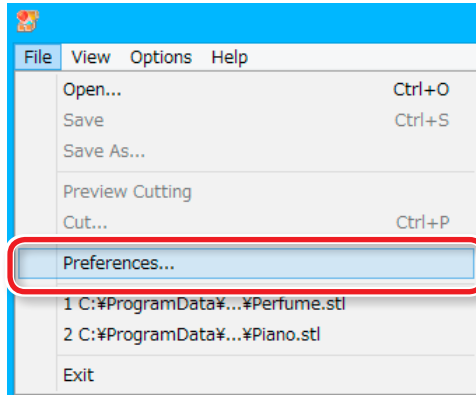 File View Options Help
Open... Ctrl+O
Save Ctrl+S
Save As...
Preview Cutting
Cut... Ctrl+P
Preferences...
1 C:¥ProgramData¥...¥Perfume.stl
2 C:¥ProgramData¥...¥Piano.stl
Exit